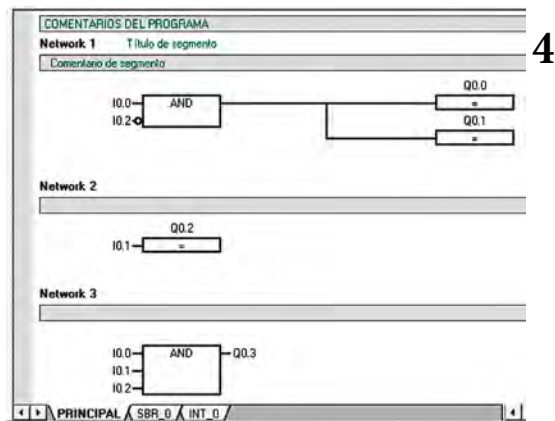 COMENTARIOS DEL PROGRAMA
Network 1 Título de segmento
4
Comentario de segmento
Q0.0
I0.0 AND =
I0.2
Q0.1
=
Network 2
Q0.2
I0.1 =
Network 3
I0.0 AND Q0.3
I0.1
I0.2
PRINCIPAL SBR_0 INT_0